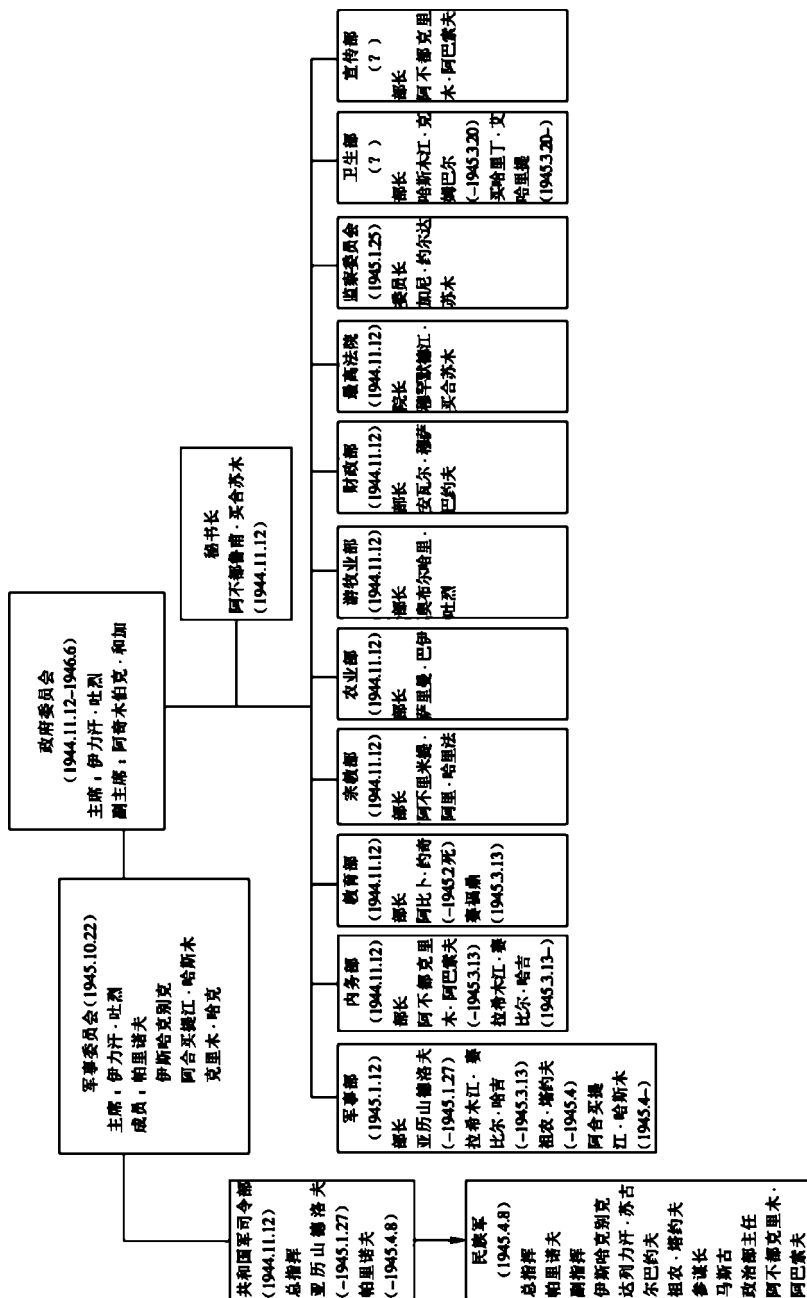 政府委员会
（1944.11.12-1946.6）
主席：伊力汗·吐烈
副主席：阿奇木伯克·和加
军事委员会（1945.10.22）
主席：伊力汗·吐烈
成员：帕里诺夫
伊斯哈克别克
阿合买提江·哈斯木
克里木·哈克
秘书长
阿不都鲁甫·买合苏木
（1944.11.12）
共和国军司令部
（1944.11.12）
总指挥
亚历山德洛夫
（-1945.1.27）
帕里诺夫
（-1945.4.8）
民族军
（1945.4.8）
总指挥
帕里诺夫
副指挥
伊斯哈克别克
达列力汗·苏古
尔巴约夫
祖农·塔约夫
参谋长
马斯古
政治部主任
阿不都克里木·
阿巴索夫
军事部
（1945.1.12）
部长
亚历山德洛夫
（-1945.1.27）
拉希木江·赛
比尔·哈吉
（-1945.3.13）
祖农·塔约夫
（-1945.4）
阿合买提
江·哈斯木
（1945.4-）
内务部
（1944.11.12）
部长
阿不都克里
木·阿巴索夫
（-1945.3.13）
拉希木江·赛
比尔·哈吉
（1945.3.13-）
教育部
（1944.11.12）
部长
阿比卜·约奇
（-1945.2死）
赛福鼎
（1945.3.13）
宗教部
（1944.11.12）
部长
阿不里米提·
阿里·哈里法
农业部
（1944.11.12）
部长
萨里曼·巴伊
游牧业部
（1944.11.12）
部长
奥布尔哈里·
吐烈
财政部
（1944.11.12）
部长
安瓦尔·穆萨
巴约夫
最高法院
（1944.11.12）
院长
穆罕默德江·
买合苏木
监察委员会
（1945.1.25）
委员长
加尼·约尔达
苏木
卫生部
（？）
部长
哈斯木江·克
姆巴尔
（-1945.3.20）
买哈里丁·艾
哈里提
（1945.3.20-）
宣传部
（？）
部长
阿不都克里
木·阿巴索夫